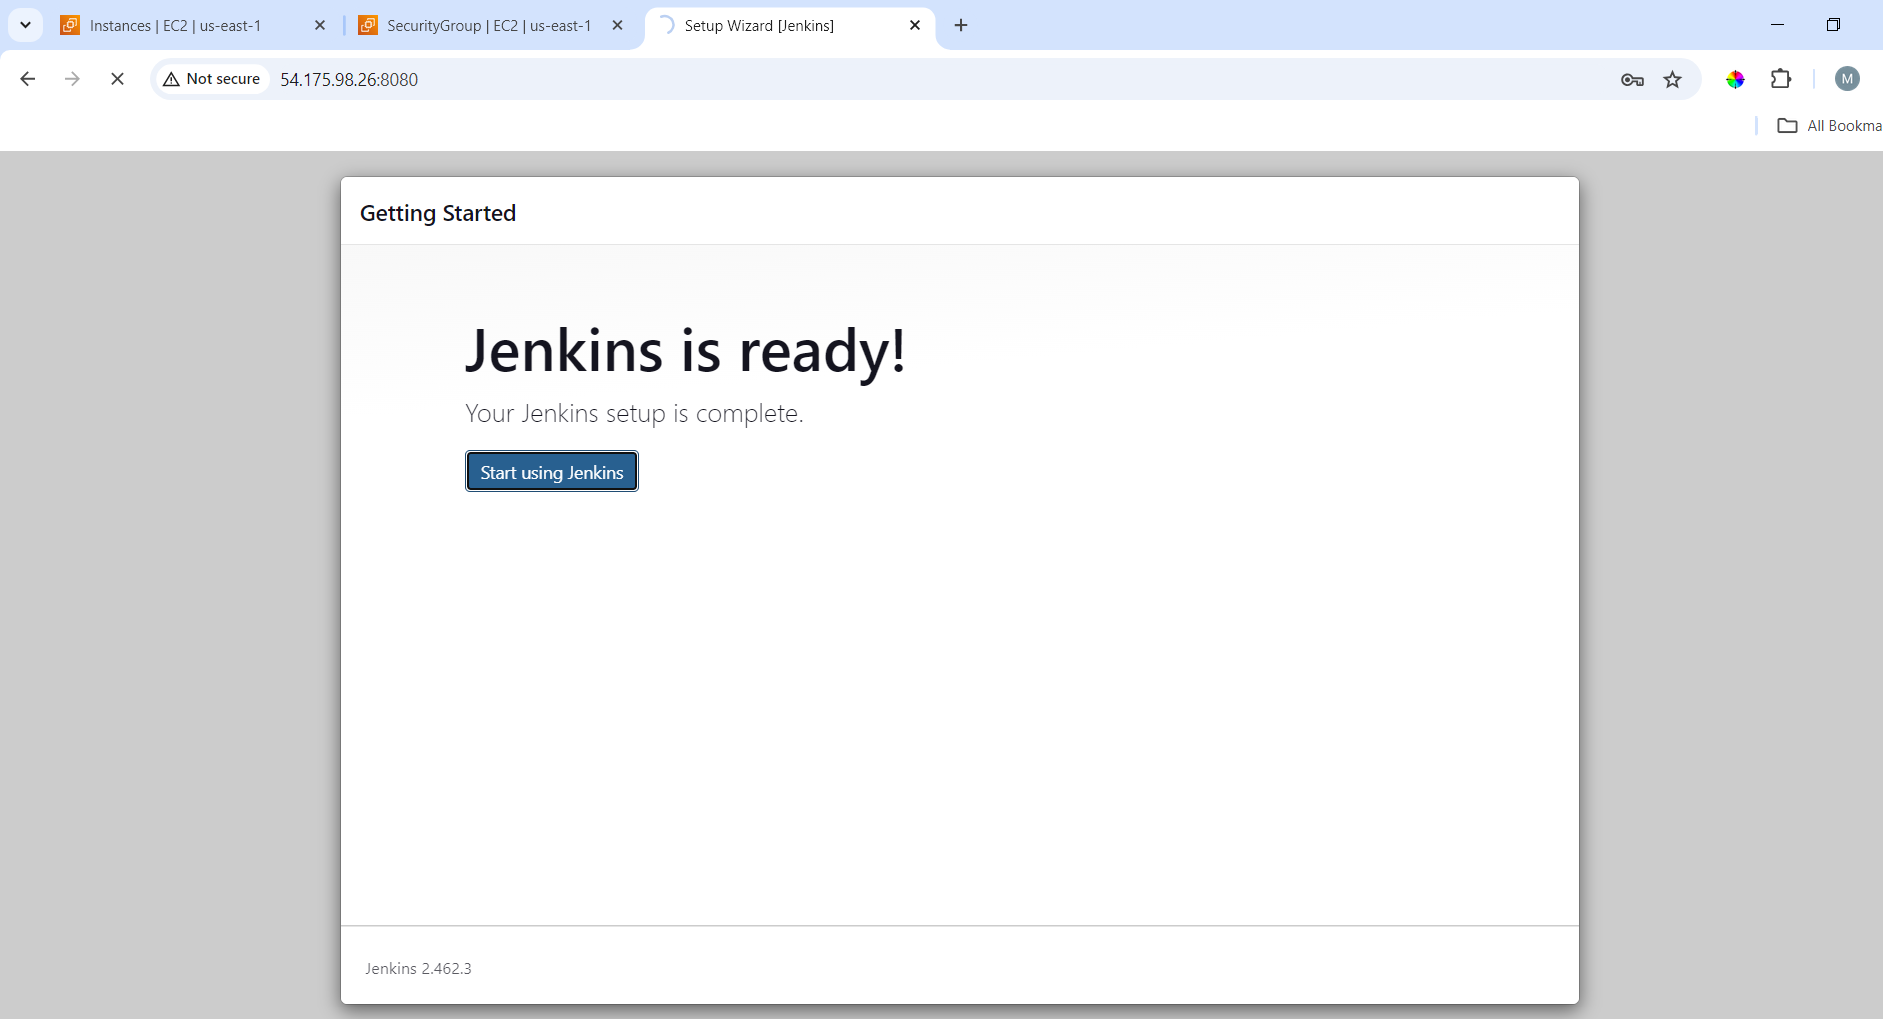 Instances | EC2 | us-east-1
SecurityGroup | EC2 | us-east-1
Setup Wizard [Jenkins]
Not secure
54.175.98.26:8080
M
All Bookma
Getting Started
Jenkins is ready!
Your Jenkins setup is complete.
Start using Jenkins
Jenkins 2.462.3